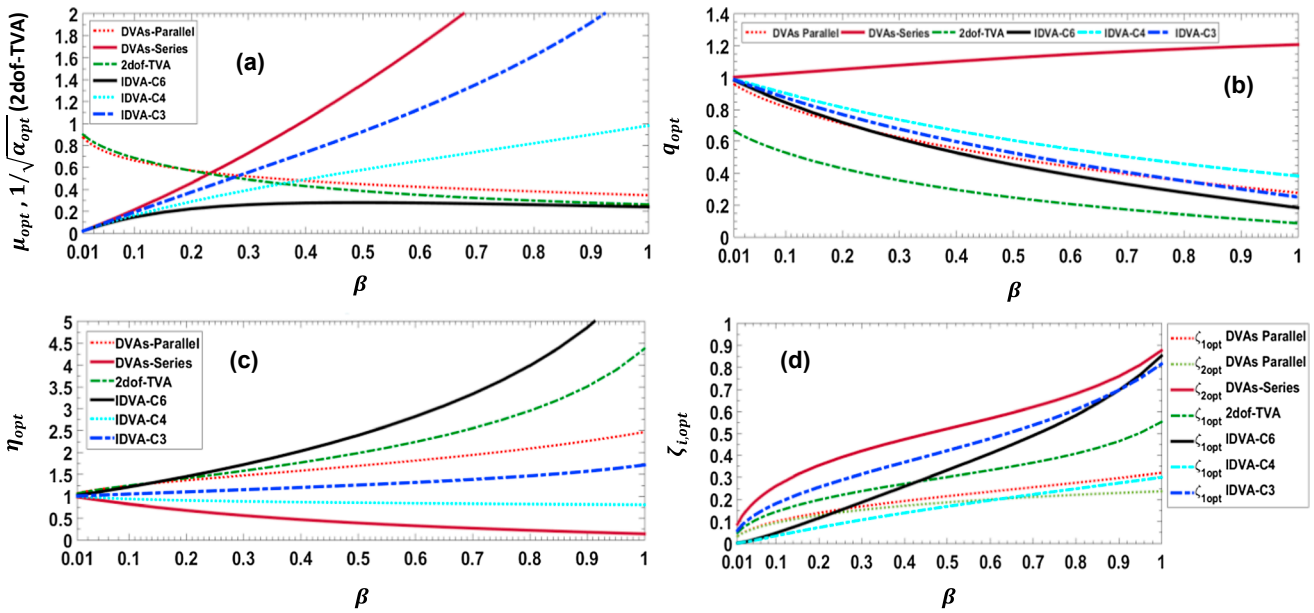 μopt , 1/√αopt (2dof-TVA)
2
1.8
1.6
1.4
1.2
1
0.8
0.6
0.4
0.2
0
DVAs-Parallel
DVAs-Series
2dof-TVA
IDVA-C6
IDVA-C4
IDVA-C3
(a)
0.01 0.1 0.2 0.3 0.4 0.5 0.6 0.7 0.8 0.9 1
β
qopt
1.4
1.2
1
0.8
0.6
0.4
0.2
0
DVAs Parallel DVAs-Series 2dof-TVA IDVA-C6 IDVA-C4 IDVA-C3
(b)
0.01 0.1 0.2 0.3 0.4 0.5 0.6 0.7 0.8 0.9 1
β
ηopt
5
4.5
4
3.5
3
2.5
2
1.5
1
0.5
0
DVAs-Parallel
DVAs-Series
2dof-TVA
IDVA-C6
IDVA-C4
IDVA-C3
(c)
0.01 0.1 0.2 0.3 0.4 0.5 0.6 0.7 0.8 0.9 1
β
ζi,opt
1
0.9
0.8
0.7
0.6
0.5
0.4
0.3
0.2
0.1
0
(d)
0.01 0.1 0.2 0.3 0.4 0.5 0.6 0.7 0.8 0.9 1
β
ζ1opt DVAs Parallel
ζ2opt DVAs Parallel
ζ2opt DVAs-Series
ζ1opt 2dof-TVA
ζ1opt IDVA-C6
ζ1opt IDVA-C4
ζ1opt IDVA-C3